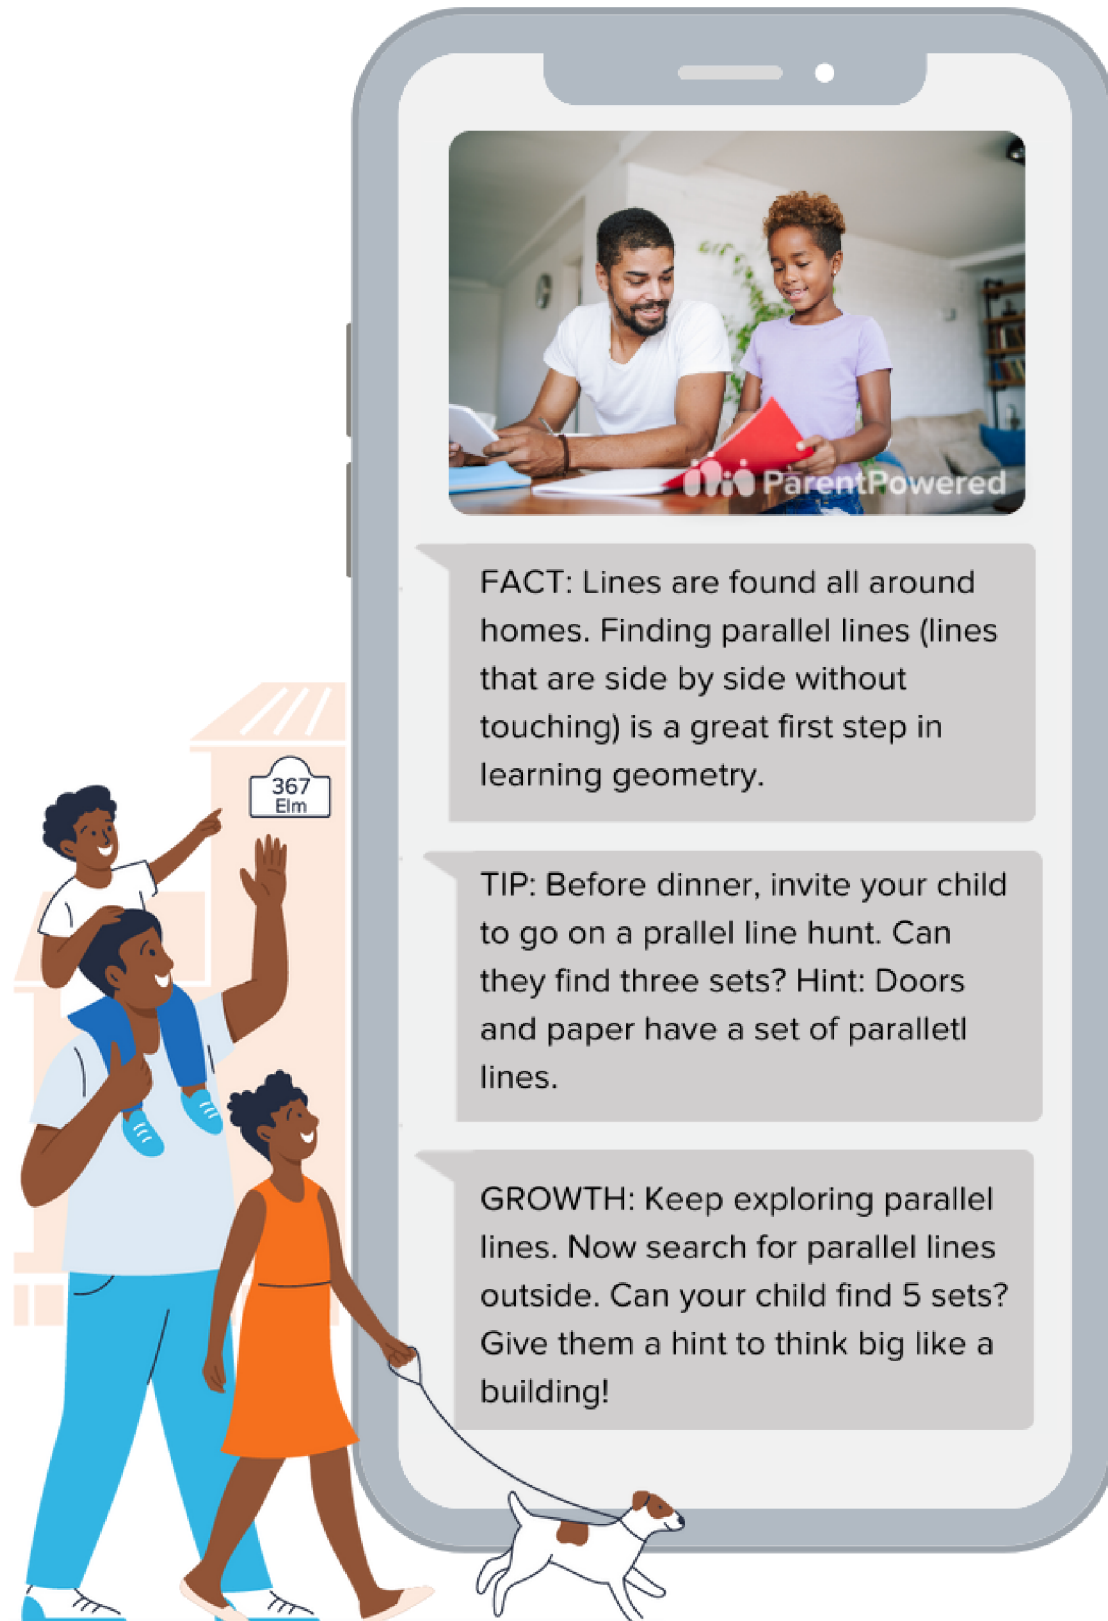 ParentPowered
FACT: Lines are found all around
homes. Finding parallel lines (lines
that are side by side without
touching) is a great first step in
learning geometry.
367
Elm
TIP: Before dinner, invite your child
to go on a prallel line hunt. Can
they find three sets? Hint: Doors
and paper have a set of paralletl
lines.
GROWTH: Keep exploring parallel
lines. Now search for parallel lines
outside. Can your child find 5 sets?
Give them a hint to think big like a
building!